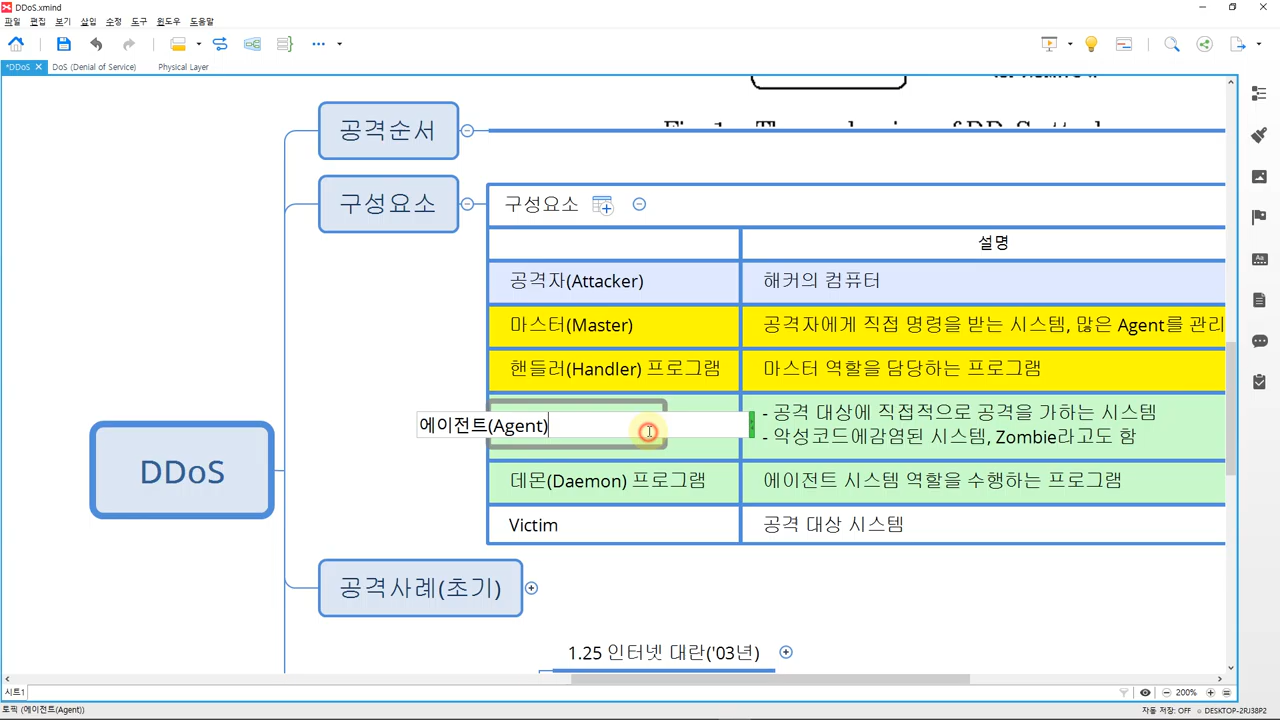 DDoS.xmind
파일 편집 보기 삽입 수정 도구 윈도우 도움말
*DDoS DoS (Denial of Service) Physical Layer
공격순서
구성요소
구성요소
설명
공격자(Attacker) 해커의 컴퓨터
마스터(Master) 공격자에게 직접 명령을 받는 시스템, 많은 Agent를 관리
핸들러(Handler) 프로그램 마스터 역할을 담당하는 프로그램
에이전트(Agent) - 공격 대상에 직접적으로 공격을 가하는 시스템
- 악성코드에감염된 시스템, Zombie라고도 함
데몬(Daemon) 프로그램 에이전트 시스템 역할을 수행하는 프로그램
Victim 공격 대상 시스템
DDoS
공격사례(초기)
1.25 인터넷 대란('03년)
시트1
200%
토픽 (에이전트(Agent))
자동 저장: OFF DESKTOP-2RJ38P2